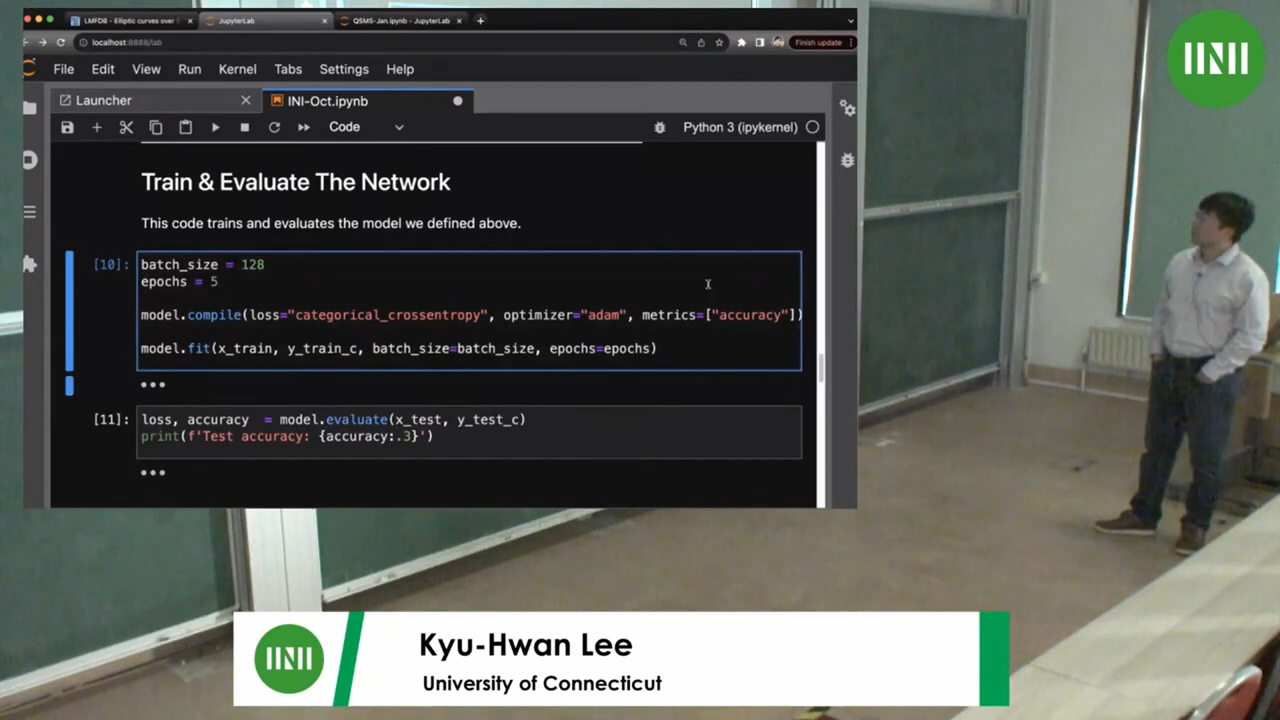 LMFDB - Elliptic curves over
JupyterLab
QSMS-Jan.ipynb - JupyterLab
localhost:8888/lab
Finish update
File Edit View Run Kernel Tabs Settings Help
Launcher
INI-Oct.ipynb
Code
Python 3 (ipykernel)
Train & Evaluate The Network
This code trains and evaluates the model we defined above.
[10]: batch_size = 128
epochs = 5
model.compile(loss="categorical_crossentropy", optimizer="adam", metrics=["accuracy"])
model.fit(x_train, y_train_c, batch_size=batch_size, epochs=epochs)
•••
[11]: loss, accuracy  = model.evaluate(x_test, y_test_c)
print(f'Test accuracy: {accuracy:.3}')
•••
INI
INI
Kyu-Hwan Lee
University of Connecticut